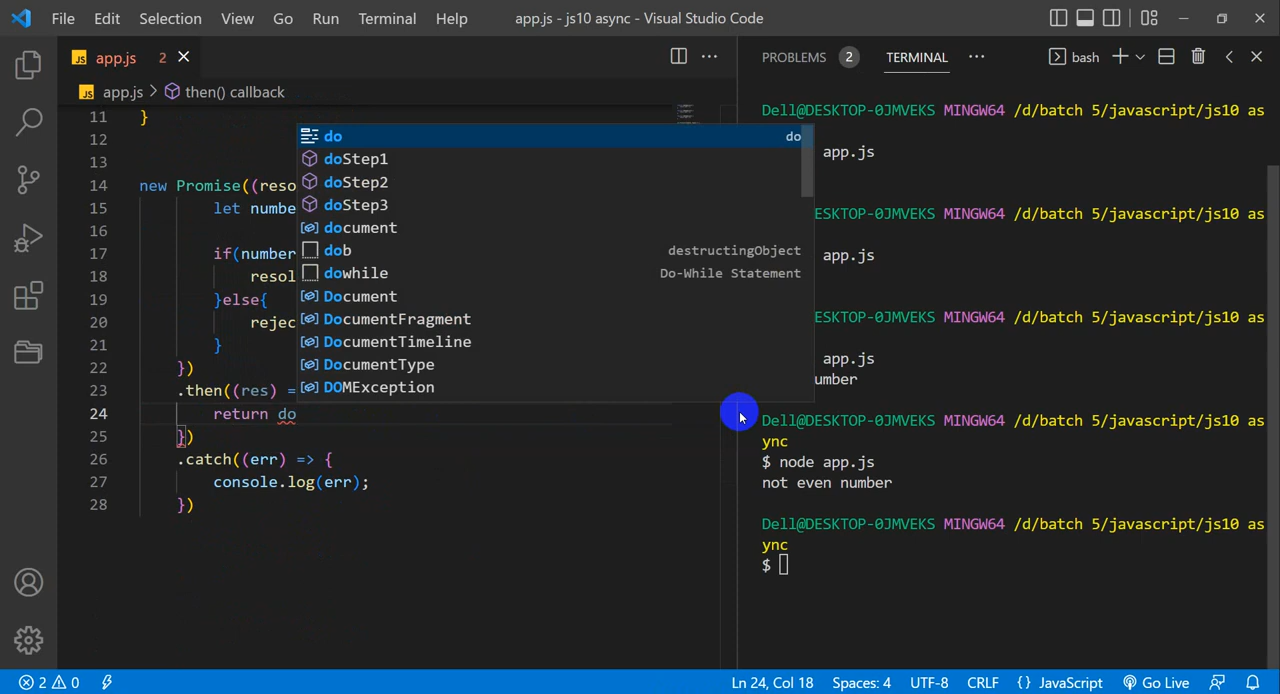 File Edit Selection View Go Run Terminal Help app.js - js10 async - Visual Studio Code
JS app.js 2
PROBLEMS 2 TERMINAL bash
JS app.js > then() callback
11 }
12
13
14 new Promise((reso
15 let numbe
16
17 if(number
18 resol
19 }else{
20 rejec
21 }
22 })
23 .then((res) =
24 return do
25 })
26 .catch((err) => {
27 console.log(err);
28 })
do do
doStep1
doStep2
doStep3
document
dob destructingObject
dowhile Do-While Statement
Document
DocumentFragment
DocumentTimeline
DocumentType
DOMException
Dell@DESKTOP-0JMVEKS MINGW64 /d/batch 5/javascript/js10 as
app.js
ESKTOP-0JMVEKS MINGW64 /d/batch 5/javascript/js10 as
app.js
ESKTOP-0JMVEKS MINGW64 /d/batch 5/javascript/js10 as
app.js
umber
Dell@DESKTOP-0JMVEKS MINGW64 /d/batch 5/javascript/js10 as
ync
$ node app.js
not even number
Dell@DESKTOP-0JMVEKS MINGW64 /d/batch 5/javascript/js10 as
ync
$
2 0 Ln 24, Col 18 Spaces: 4 UTF-8 CRLF {} JavaScript Go Live